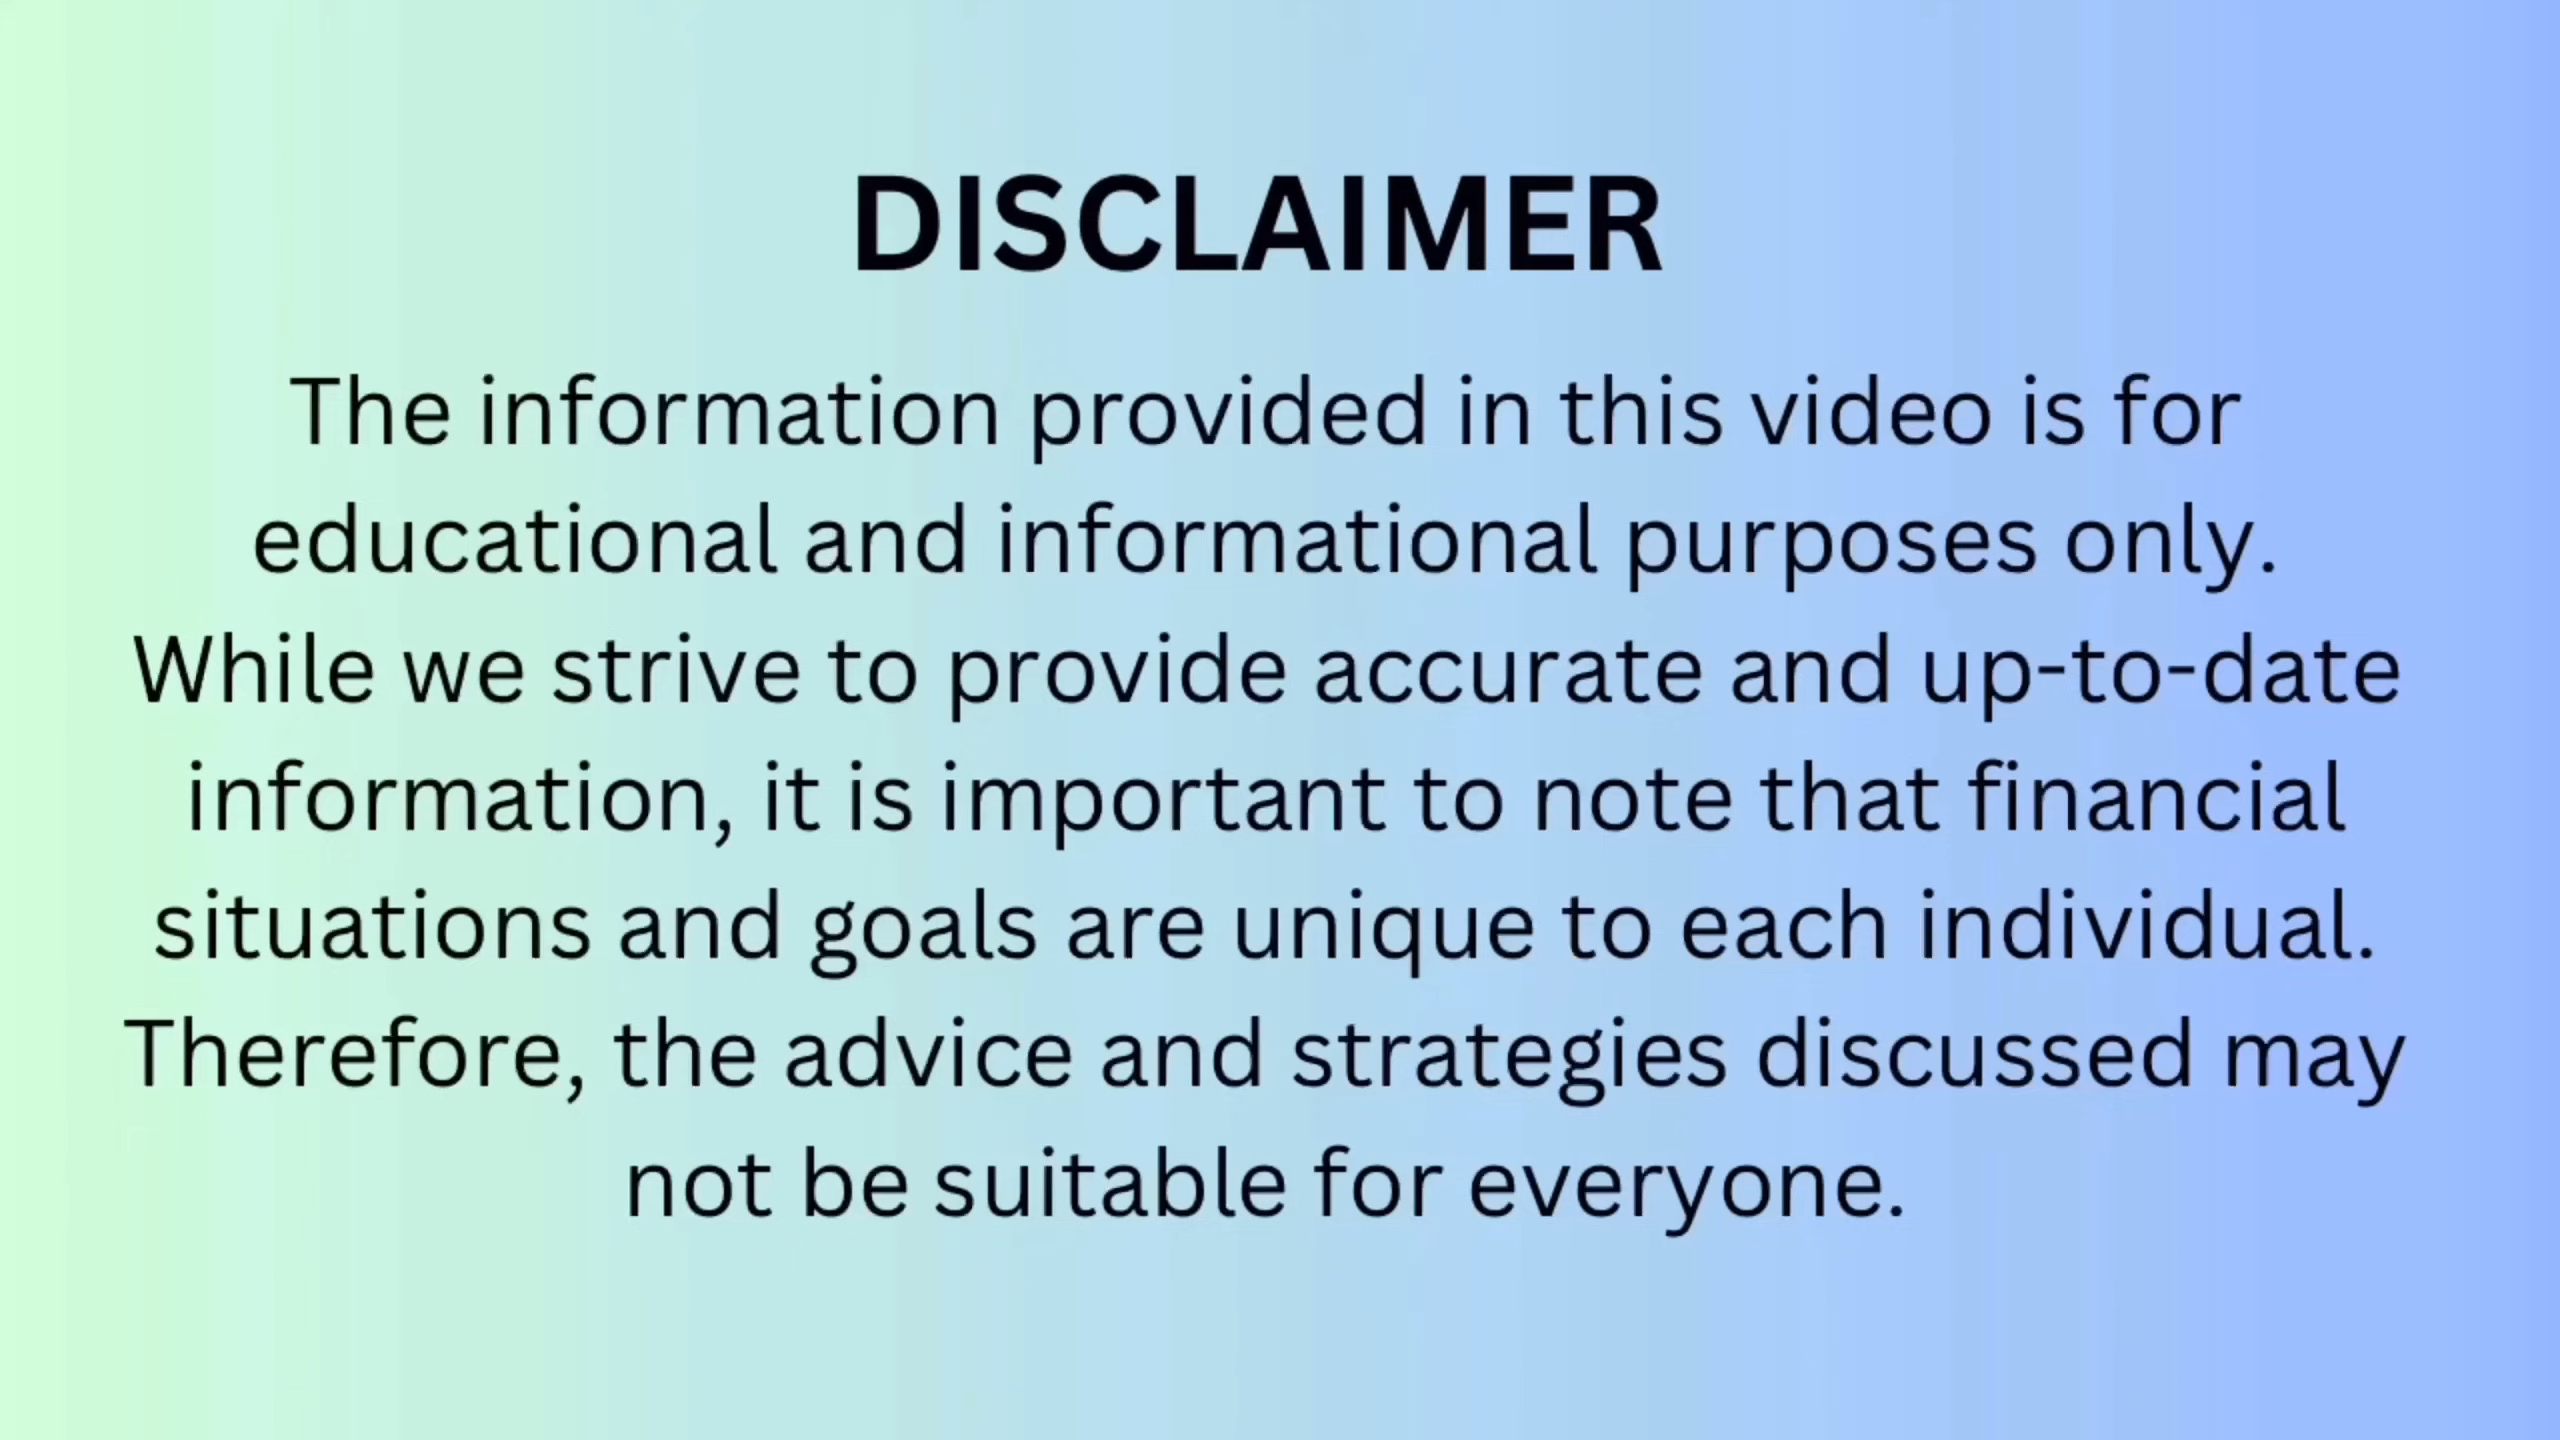 DISCLAIMER
The information provided in this video is for
educational and informational purposes only.
While we strive to provide accurate and up-to-date
information, it is important to note that financial
situations and goals are unique to each individual.
Therefore, the advice and strategies discussed may
not be suitable for everyone.